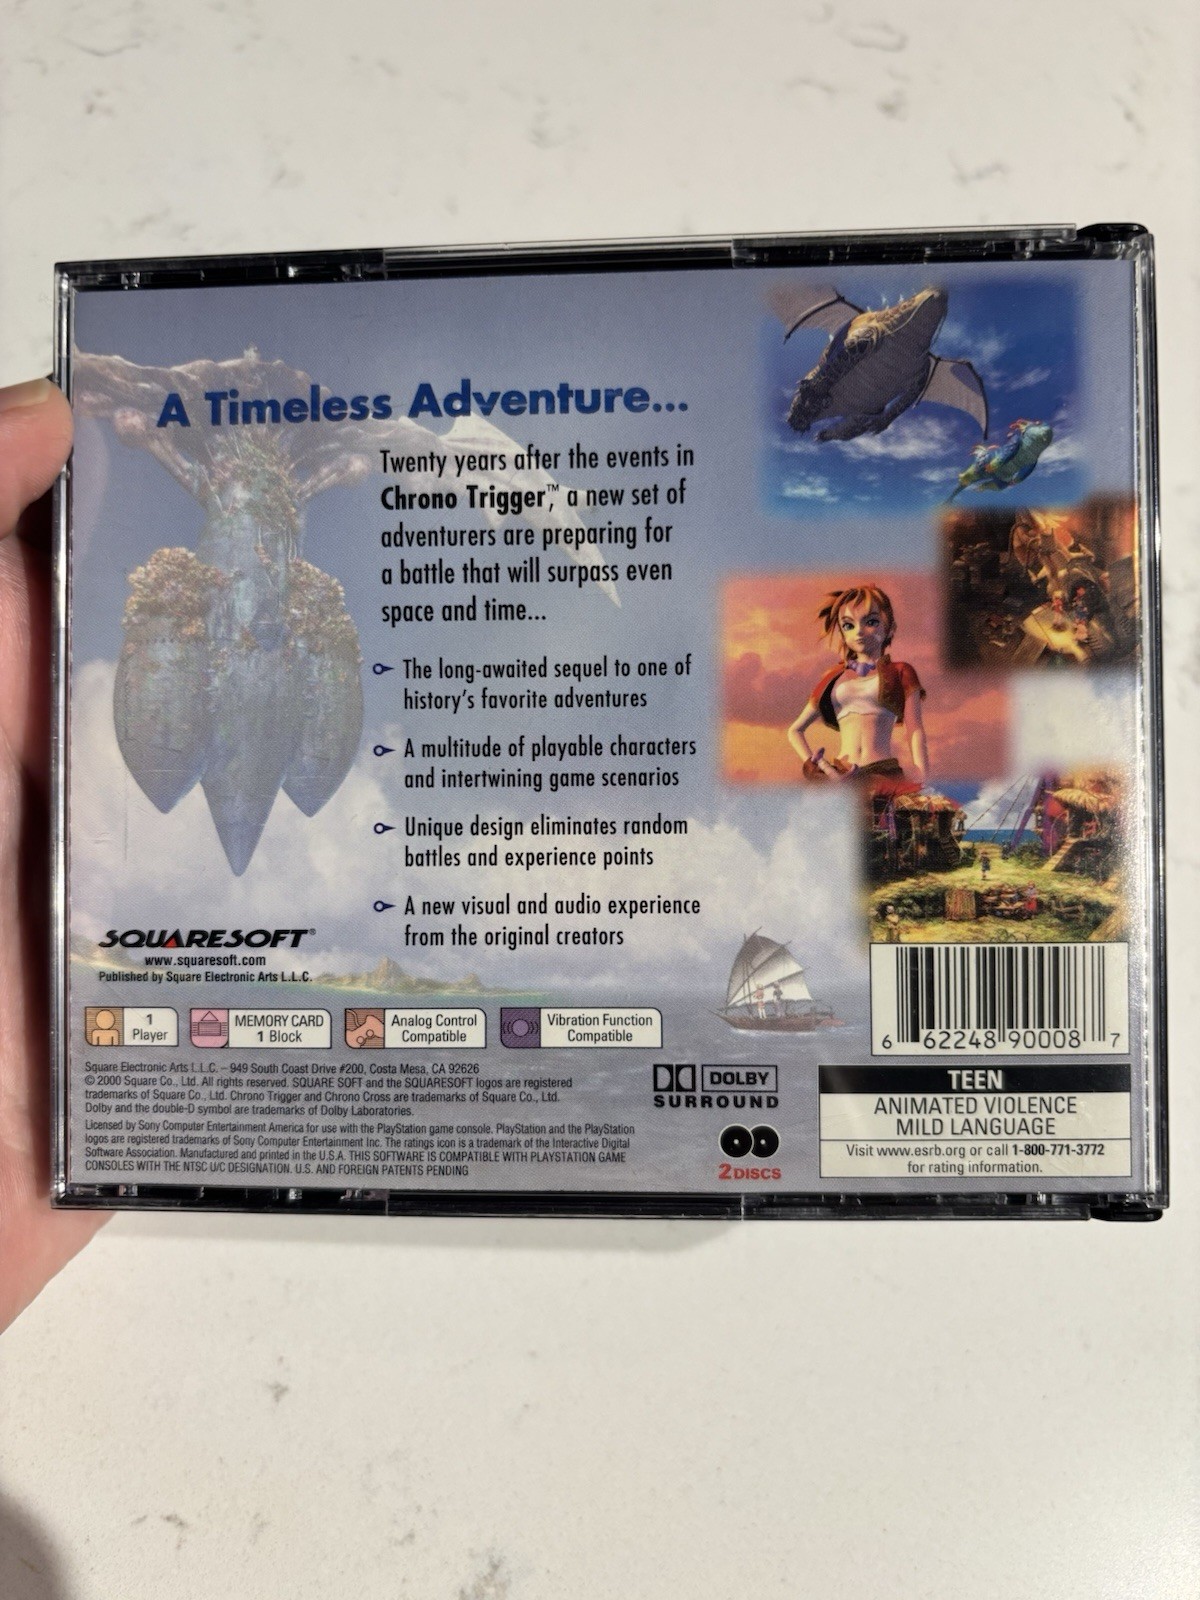 A Timeless Adventure...
Twenty years after the events in
Chrono Trigger,™ a new set of
adventurers are preparing for
a battle that will surpass even
space and time...
The long-awaited sequel to one of
history's favorite adventures
A multitude of playable characters
and intertwining game scenarios
Unique design eliminates random
battles and experience points
A new visual and audio experience
from the original creators
SQUARESOFT®
www.squaresoft.com
Published by Square Electronic Arts L.L.C.
1
Player
MEMORY CARD
1 Block
Analog Control
Compatible
Vibration Function
Compatible
Square Electronic Arts L.L.C. – 949 South Coast Drive #200, Costa Mesa, CA 92626
© 2000 Square Co., Ltd. All rights reserved. SQUARE SOFT and the SQUARESOFT logos are registered
trademarks of Square Co., Ltd. Chrono Trigger and Chrono Cross are trademarks of Square Co., Ltd.
Dolby and the double-D symbol are trademarks of Dolby Laboratories.
Licensed by Sony Computer Entertainment America for use with the PlayStation game console. PlayStation and the PlayStation
logos are registered trademarks of Sony Computer Entertainment Inc. The ratings icon is a trademark of the Interactive Digital
Software Association. Manufactured and printed in the U.S.A. THIS SOFTWARE IS COMPATIBLE WITH PLAYSTATION GAME
CONSOLES WITH THE NTSC U/C DESIGNATION. U.S. AND FOREIGN PATENTS PENDING
DOLBY
SURROUND
2 DISCS
6 62248 90008 7
TEEN
ANIMATED VIOLENCE
MILD LANGUAGE
Visit www.esrb.org or call 1-800-771-3772
for rating information.